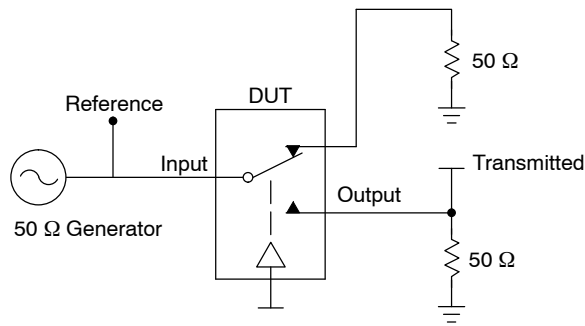 50 Ω
DUT
Reference
Input
Transmitted
Output
50 Ω Generator
50 Ω